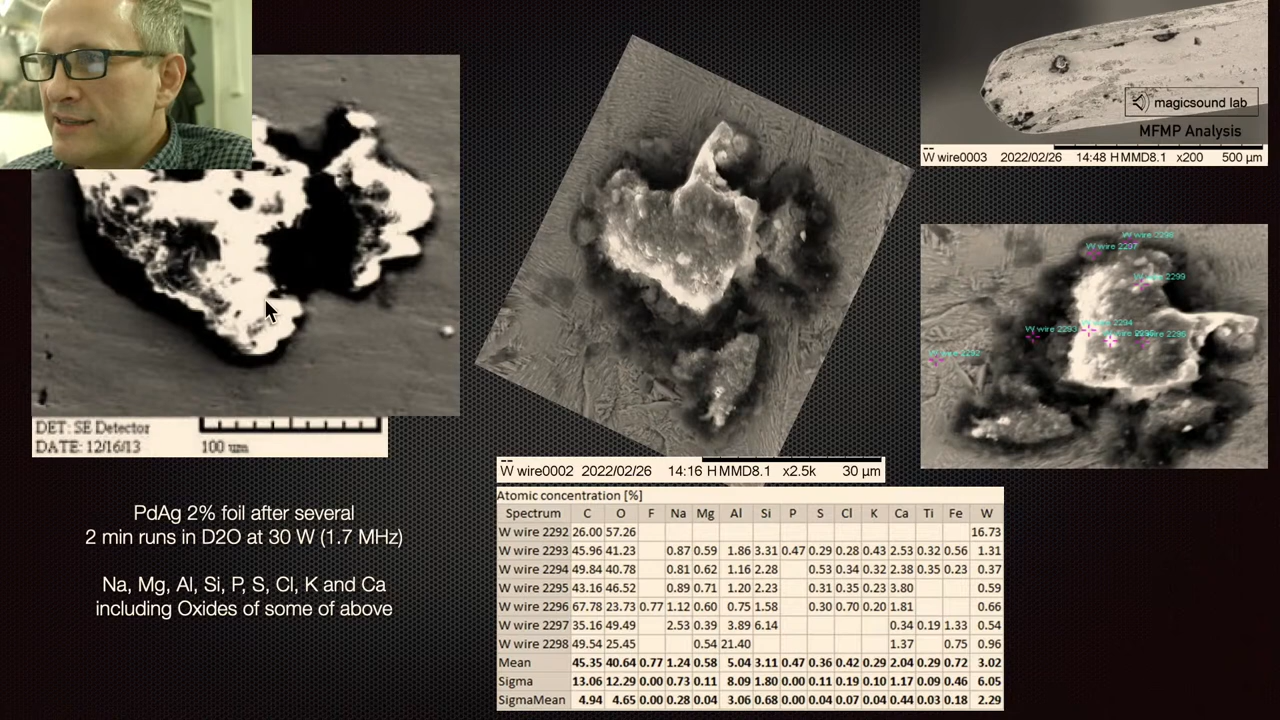 magicsound lab
MFMP Analysis
W wire0003 2022/02/26 14:48 H MMD8.1 x200 500 µm
W wire 2298
W wire 2297
W wire 2299
W wire 2294
W wire 2293
W wire 2296
W wire 2292
DET: SE Detector
DATE: 12/16/13 100 um
W wire0002 2022/02/26 14:16 H MMD8.1 x2.5k 30 µm
PdAg 2% foil after several
2 min runs in D2O at 30 W (1.7 MHz)
Na, Mg, Al, Si, P, S, Cl, K and Ca
including Oxides of some of above
Atomic concentration [%]
Spectrum C O F Na Mg Al Si P S Cl K Ca Ti Fe W
W wire 2292 26.00 57.26 16.73
W wire 2293 45.96 41.23 0.87 0.59 1.86 3.31 0.47 0.29 0.28 0.43 2.53 0.32 0.56 1.31
W wire 2294 49.84 40.78 0.81 0.62 1.16 2.28 0.53 0.34 0.32 2.38 0.35 0.23 0.37
W wire 2295 43.16 46.52 0.89 0.71 1.20 2.23 0.31 0.35 0.23 3.80 0.59
W wire 2296 67.78 23.73 0.77 1.12 0.60 0.75 1.58 0.30 0.70 0.20 1.81 0.66
W wire 2297 35.16 49.49 2.53 0.39 3.89 6.14 0.34 0.19 1.33 0.54
W wire 2298 49.54 25.45 0.54 21.40 1.37 0.75 0.96
Mean 45.35 40.64 0.77 1.24 0.58 5.04 3.11 0.47 0.36 0.42 0.29 2.04 0.29 0.72 3.02
Sigma 13.06 12.29 0.00 0.73 0.11 8.09 1.80 0.00 0.11 0.19 0.10 1.17 0.09 0.46 6.05
SigmaMean 4.94 4.65 0.00 0.28 0.04 3.06 0.68 0.00 0.04 0.07 0.04 0.44 0.03 0.18 2.29